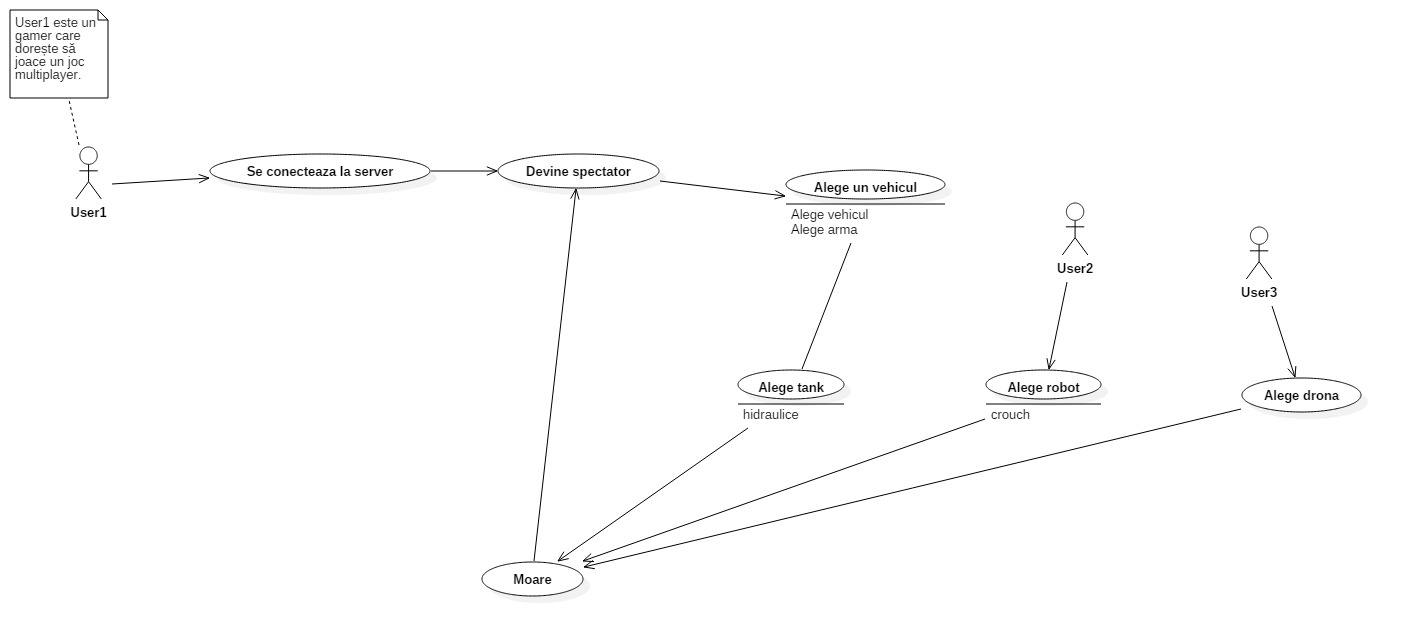 User1 este un
gamer care
dorește să
joace un joc
multiplayer.
User1
Se conecteaza la server
Devine spectator
Alege un vehicul
Alege vehicul
Alege arma
User2
User3
Alege tank
hidraulice
Alege robot
crouch
Alege drona
Moare